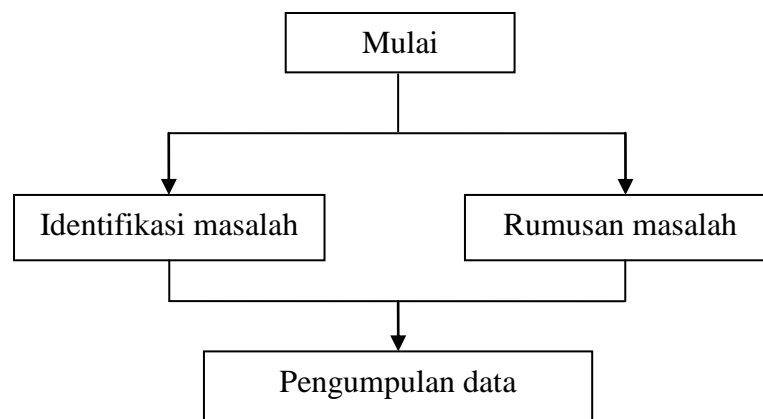 Mulai
Identifikasi masalah
Rumusan masalah
Pengumpulan data